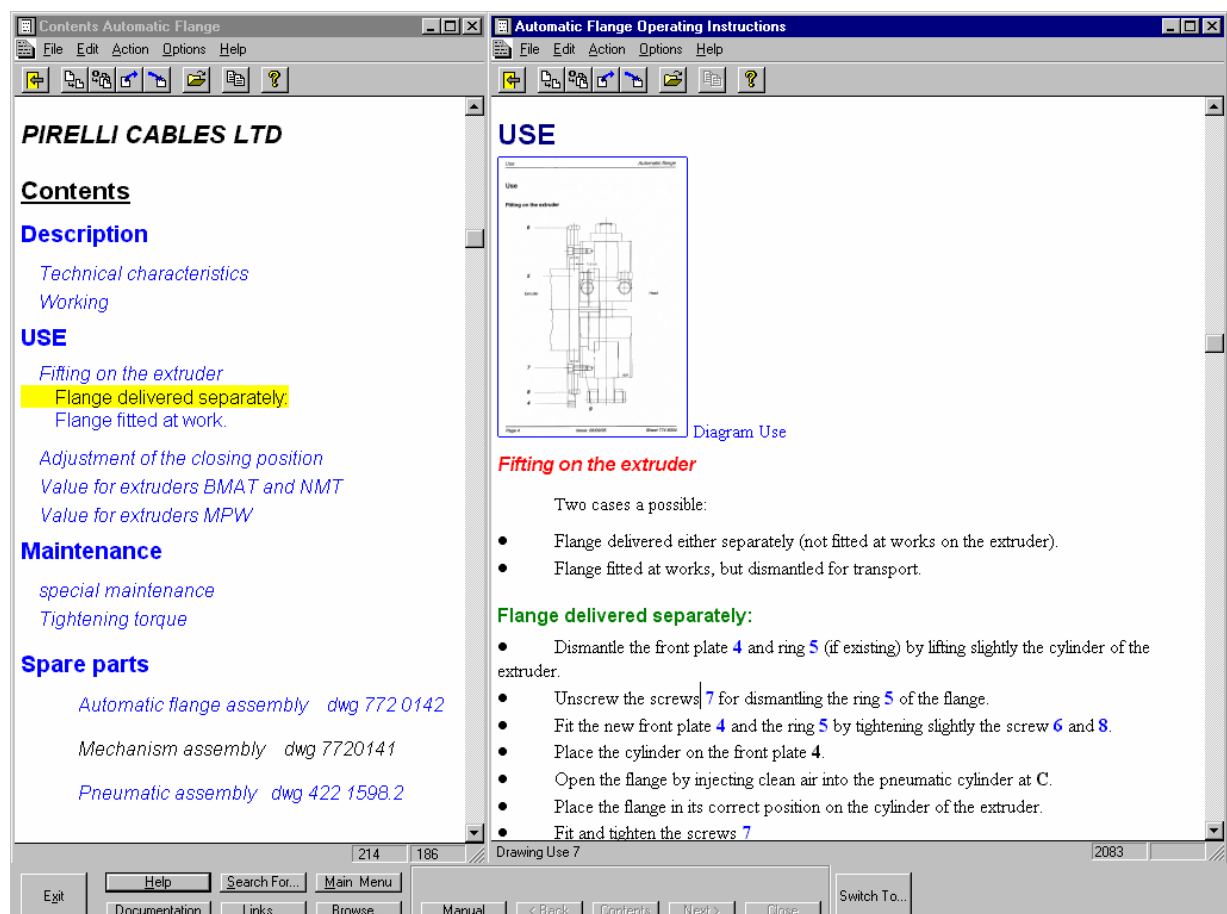 Contents Automatic Flange
File Edit Action Options Help
PIRELLI CABLES LTD
Contents
Description
Technical characteristics
Working
USE
Fifting on the extruder
Flange delivered separately:
Flange fitted at work.
Adjustment of the closing position
Value for extruders BMAT and NMT
Value for extruders MPW
Maintenance
special maintenance
Tightening torque
Spare parts
Automatic flange assembly dwg 772 0142
Mechanism assembly dwg 7720141
Pneumatic assembly dwg 422 1598.2
214 186
Automatic Flange Operating Instructions
File Edit Action Options Help
USE
Use Automatic flange
Use
Fitting on the extruder
Extruder Head
Diagram Use
Fifting on the extruder
Two cases a possible:
● Flange delivered either separately (not fitted at works on the extruder).
● Flange fitted at works, but dismantled for transport.
Flange delivered separately:
● Dismantle the front plate 4 and ring 5 (if existing) by lifting slightly the cylinder of the
extruder.
● Unscrew the screws 7 for dismantling the ring 5 of the flange.
● Fit the new front plate 4 and the ring 5 by tightening slightly the screw 6 and 8.
● Place the cylinder on the front plate 4.
● Open the flange by injecting clean air into the pneumatic cylinder at C.
● Place the flange in its correct position on the cylinder of the extruder.
● Fit and tighten the screws 7
Drawing Use 7 2083
Exit Help Search For... Main Menu Switch To...
Documentation Links Browse Manual < Back Contents Next > Close